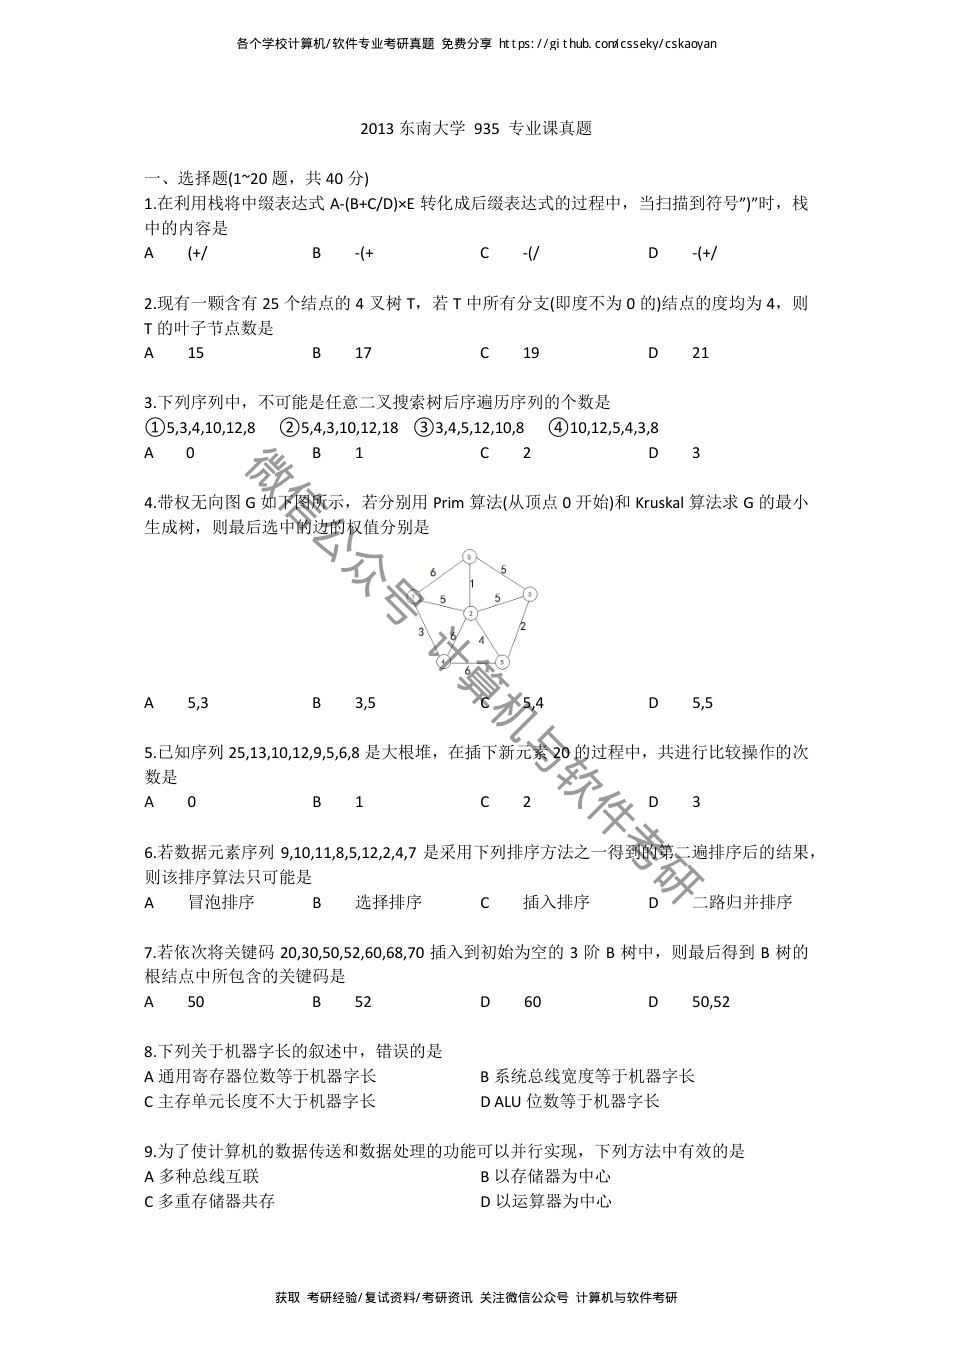 各个学校计算机/软件专业考研真题 免费分享 https://github.com/csseky/cskaoyan
2013 东南大学 935 专业课真题
一、选择题(1~20 题，共 40 分)
1.在利用栈将中缀表达式 A-(B+C/D)×E 转化成后缀表达式的过程中，当扫描到符号”)”时，栈
中的内容是
A (+/ B -(+ C -(/ D -(+/
2.现有一颗含有 25 个结点的 4 叉树 T，若 T 中所有分支(即度不为 0 的)结点的度均为 4，则
T 的叶子节点数是
A 15 B 17 C 19 D 21
3.下列序列中，不可能是任意二叉搜索树后序遍历序列的个数是
①5,3,4,10,12,8 ②5,4,3,10,12,18 ③3,4,5,12,10,8 ④10,12,5,4,3,8
A 0 B 1 C 2 D 3
4.带权无向图 G 如下图所示，若分别用 Prim 算法(从顶点 0 开始)和 Kruskal 算法求 G 的最小
生成树，则最后选中的边的权值分别是
0
6 5
1
1 5 5 3
2
3 6 4 2
4 5
6
A 5,3 B 3,5 C 5,4 D 5,5
5.已知序列 25,13,10,12,9,5,6,8 是大根堆，在插下新元素 20 的过程中，共进行比较操作的次
数是
A 0 B 1 C 2 D 3
6.若数据元素序列 9,10,11,8,5,12,2,4,7 是采用下列排序方法之一得到的第二遍排序后的结果，
则该排序算法只可能是
A 冒泡排序 B 选择排序 C 插入排序 D 二路归并排序
7.若依次将关键码 20,30,50,52,60,68,70 插入到初始为空的 3 阶 B 树中，则最后得到 B 树的
根结点中所包含的关键码是
A 50 B 52 D 60 D 50,52
8.下列关于机器字长的叙述中，错误的是
A 通用寄存器位数等于机器字长 B 系统总线宽度等于机器字长
C 主存单元长度不大于机器字长 D ALU 位数等于机器字长
9.为了使计算机的数据传送和数据处理的功能可以并行实现，下列方法中有效的是
A 多种总线互联 B 以存储器为中心
C 多重存储器共存 D 以运算器为中心
微信公众号 计算机与软件考研
获取 考研经验/复试资料/考研资讯 关注微信公众号 计算机与软件考研